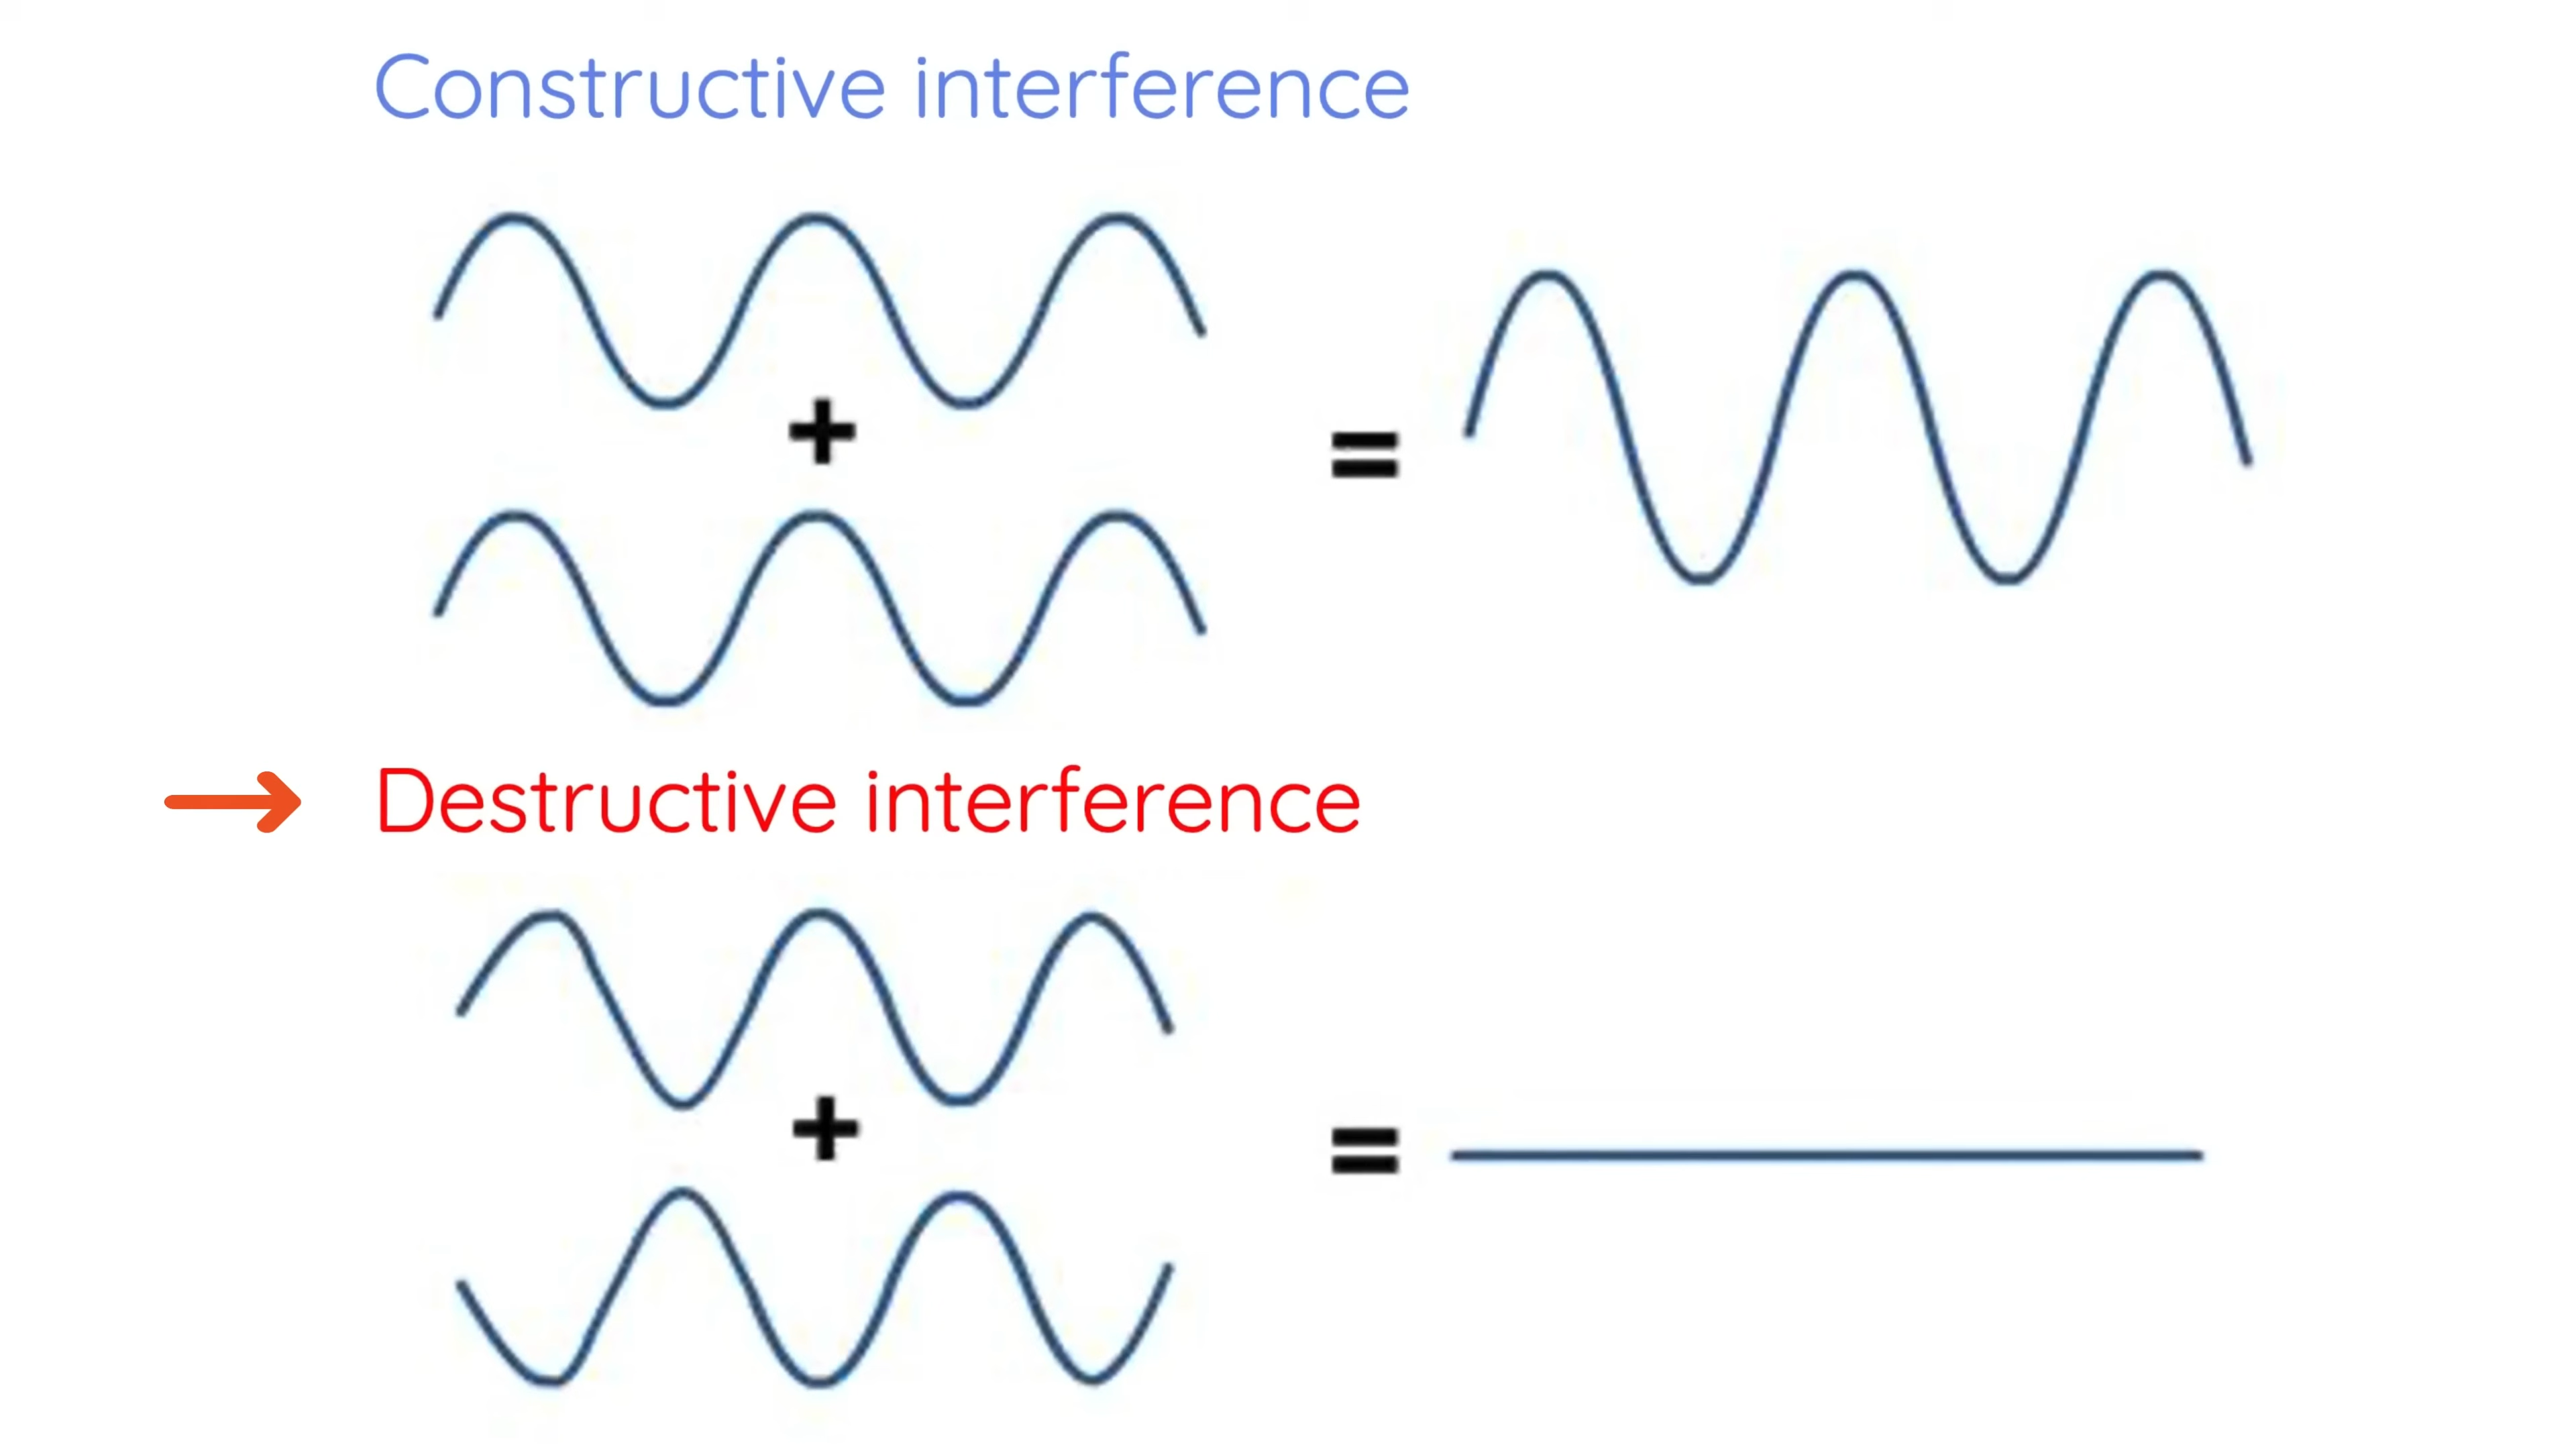 Constructive interference
+
=
Destructive interference
+
=